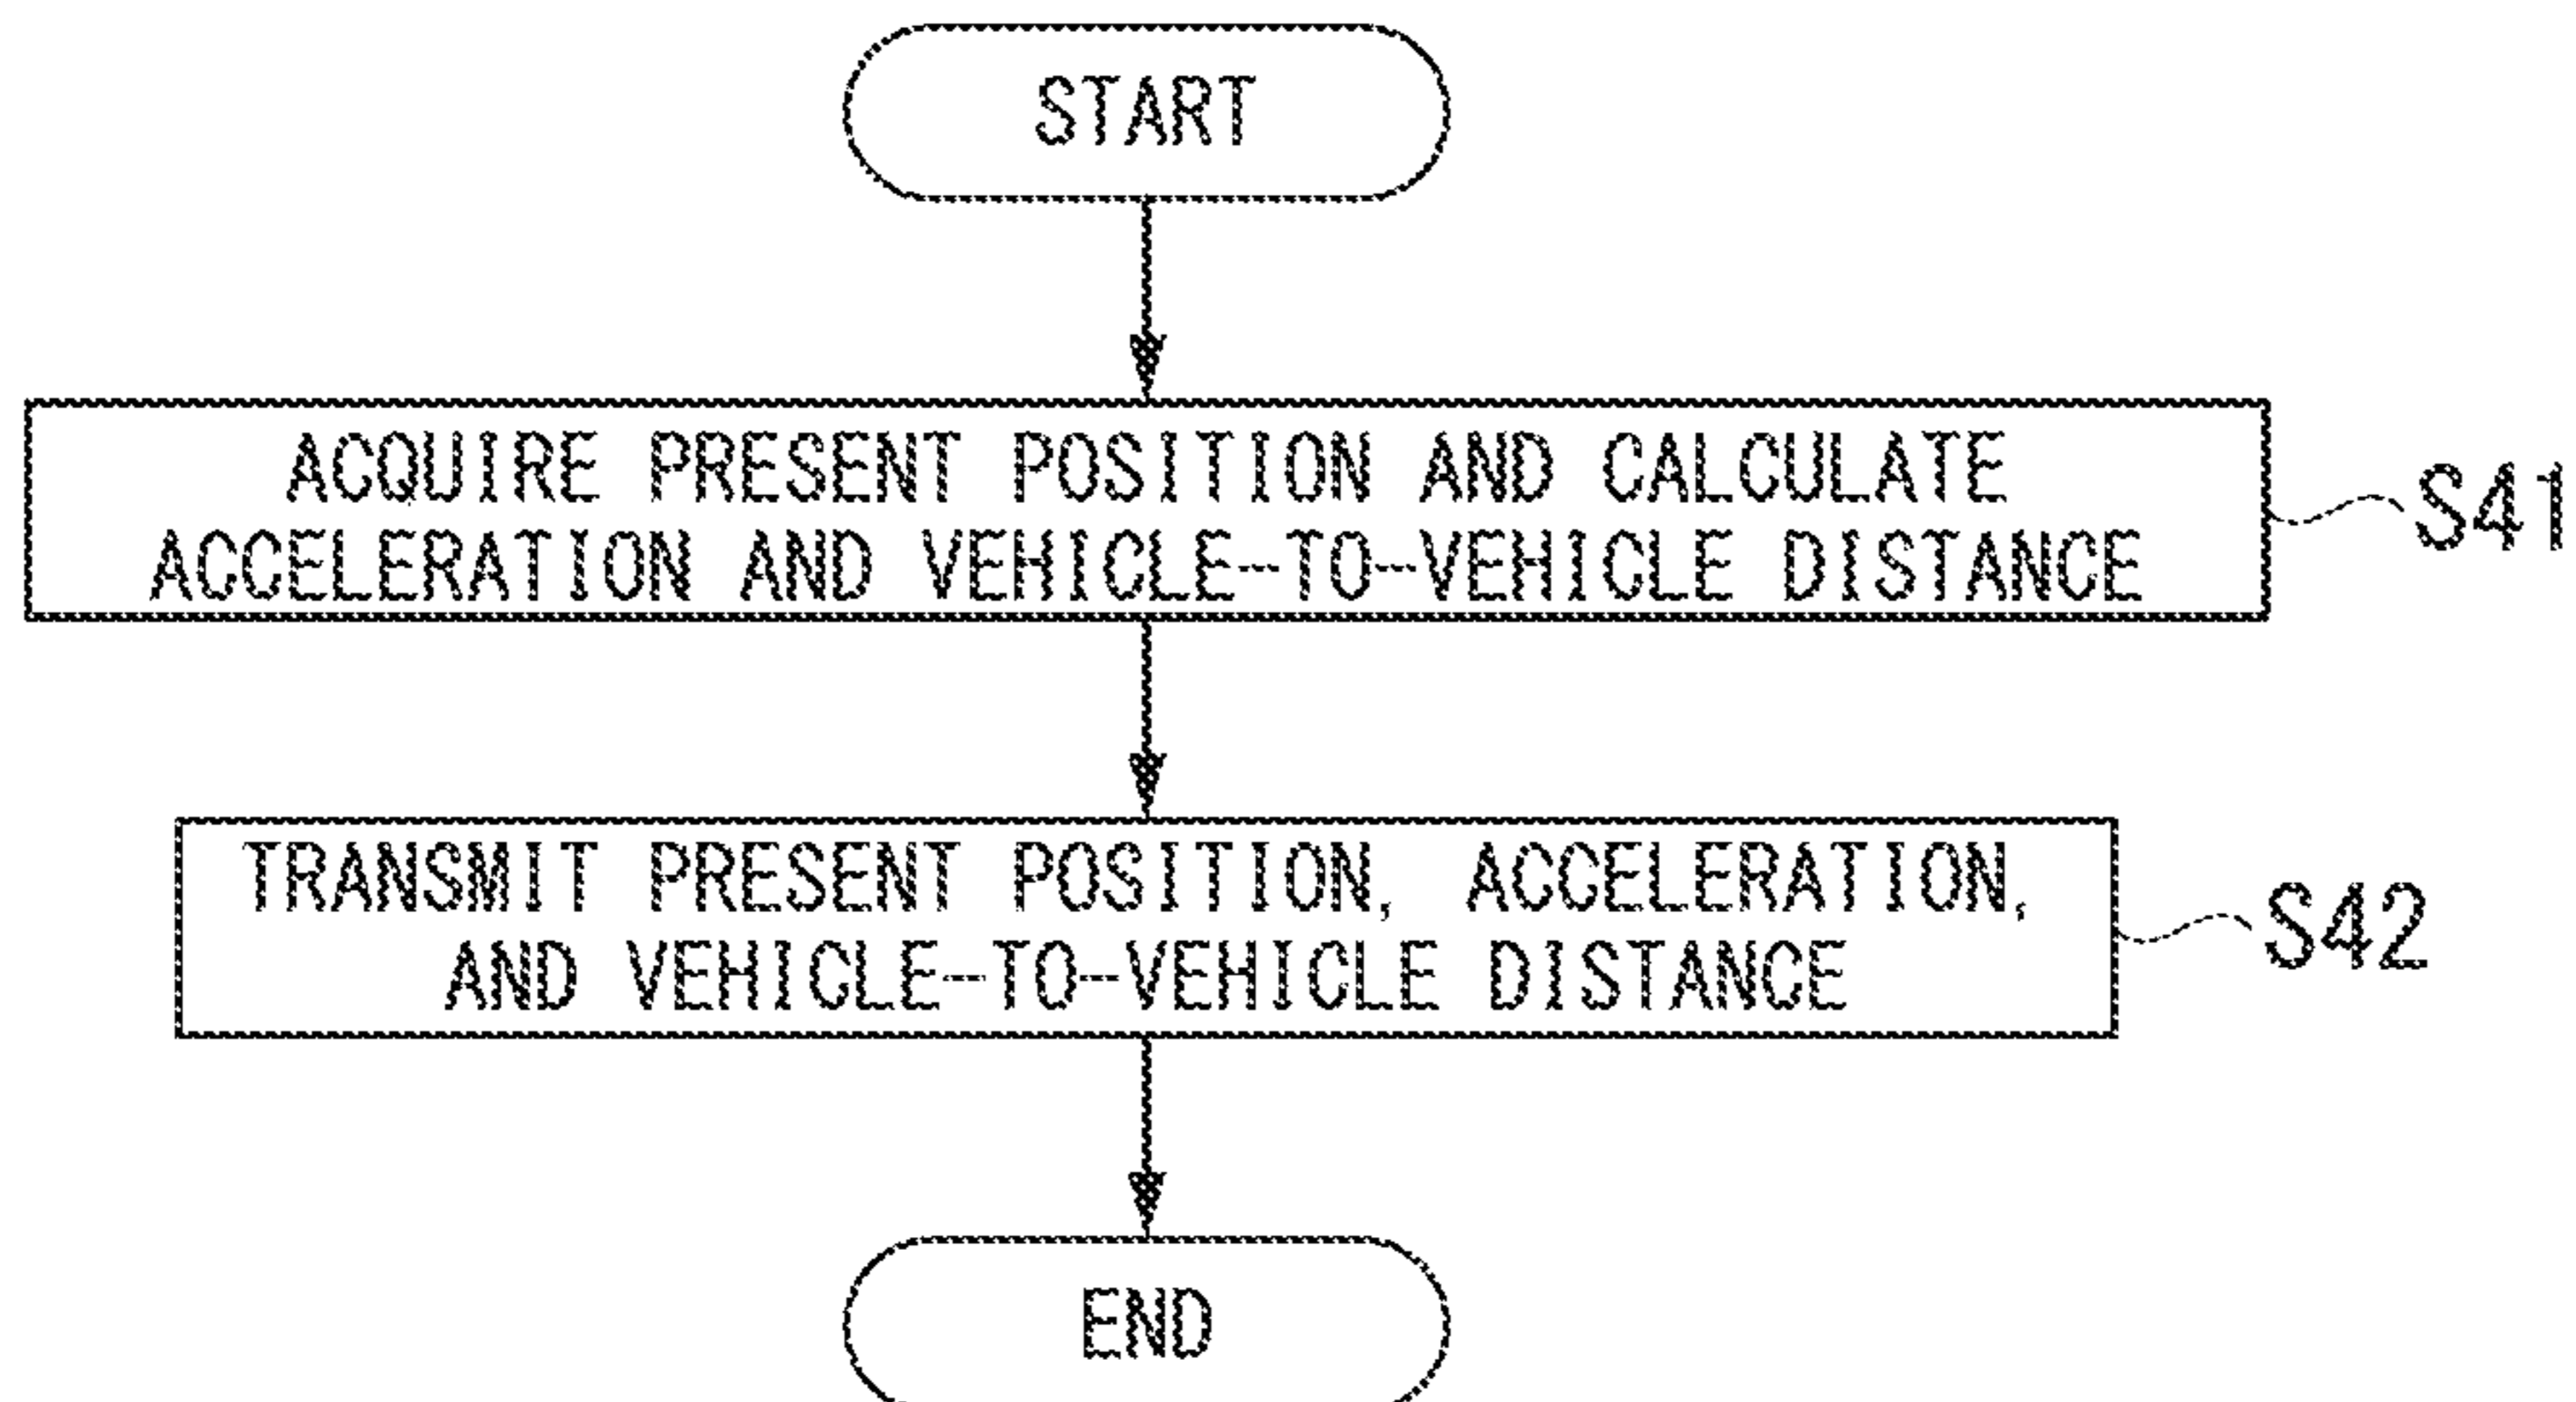 START
ACQUIRE PRESENT POSITION AND CALCULATE
ACCELERATION AND VEHICLE-TO-VEHICLE DISTANCE
S41
TRANSMIT PRESENT POSITION, ACCELERATION,
AND VEHICLE-TO-VEHICLE DISTANCE
S42
END